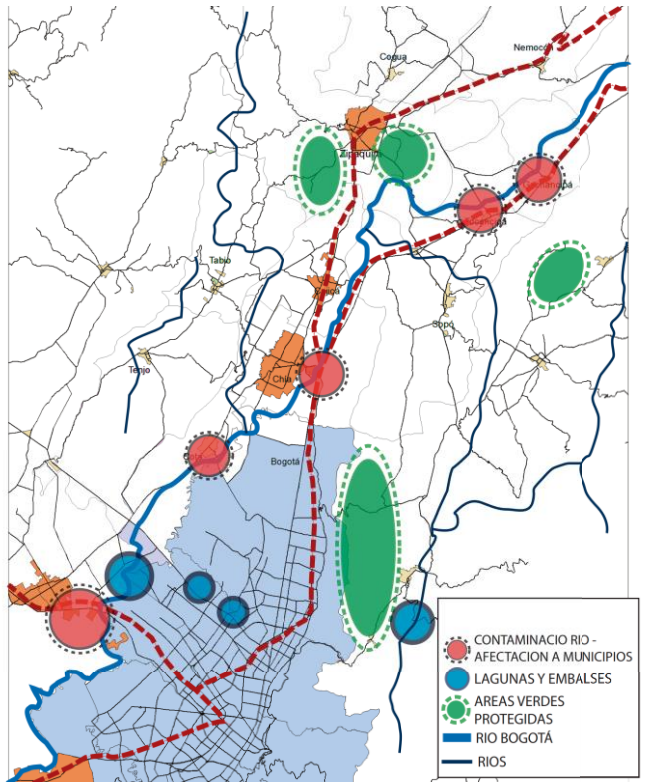 Nemocón
Cogua
Zipaquirá
Tabio
Sopó
Tenjo
Chía
Bogotá
CONTAMINACIO RIO -
AFECTACION A MUNICIPIOS
LAGUNAS Y EMBALSES
AREAS VERDES
PROTEGIDAS
RIO BOGOTÁ
RIOS